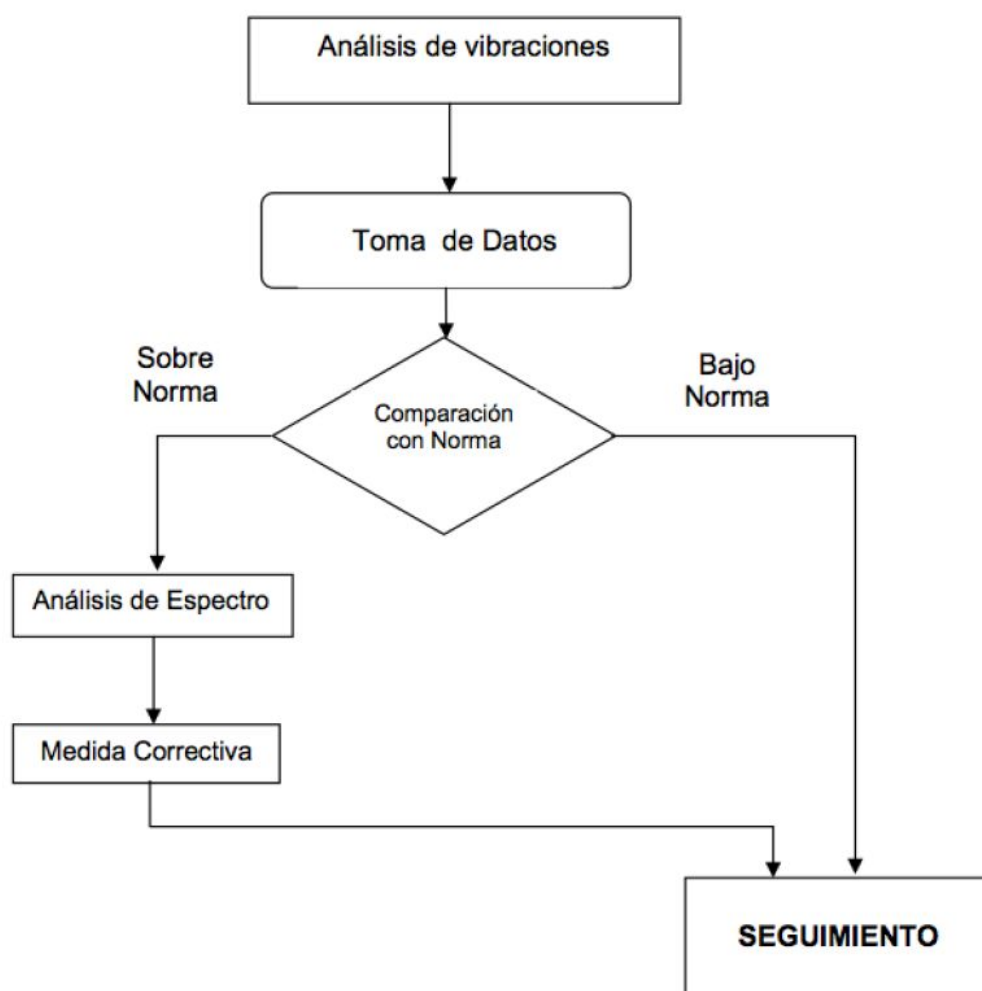 Análisis de vibraciones
Toma de Datos
Sobre
Norma
Bajo
Norma
Comparación
con Norma
Análisis de Espectro
Medida Correctiva
SEGUIMIENTO